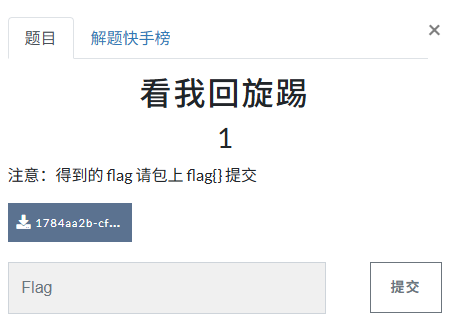 题目 解题快手榜 ×
看我回旋踢
1
注意：得到的 flag 请包上 flag{} 提交
1784aa2b-cf...
Flag 提交